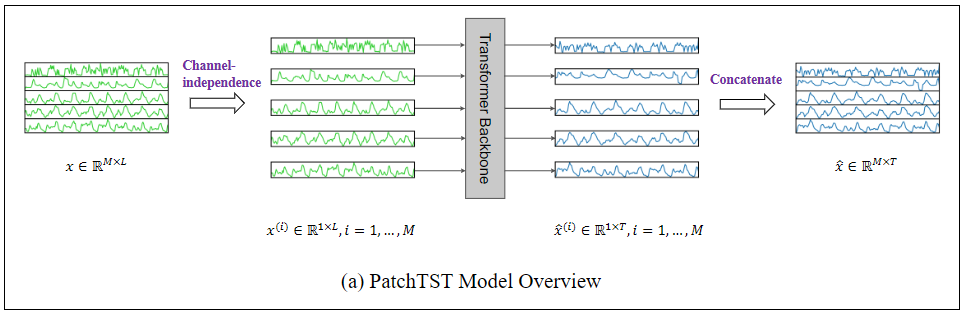 Channel-
independence
Transformer Backbone
Concatenate
x ∈ ℝ^{M×L}
x̂ ∈ ℝ^{M×T}
x^{(i)} ∈ ℝ^{1×L}, i = 1, …, M
x̂^{(i)} ∈ ℝ^{1×T}, i = 1, …, M
(a) PatchTST Model Overview